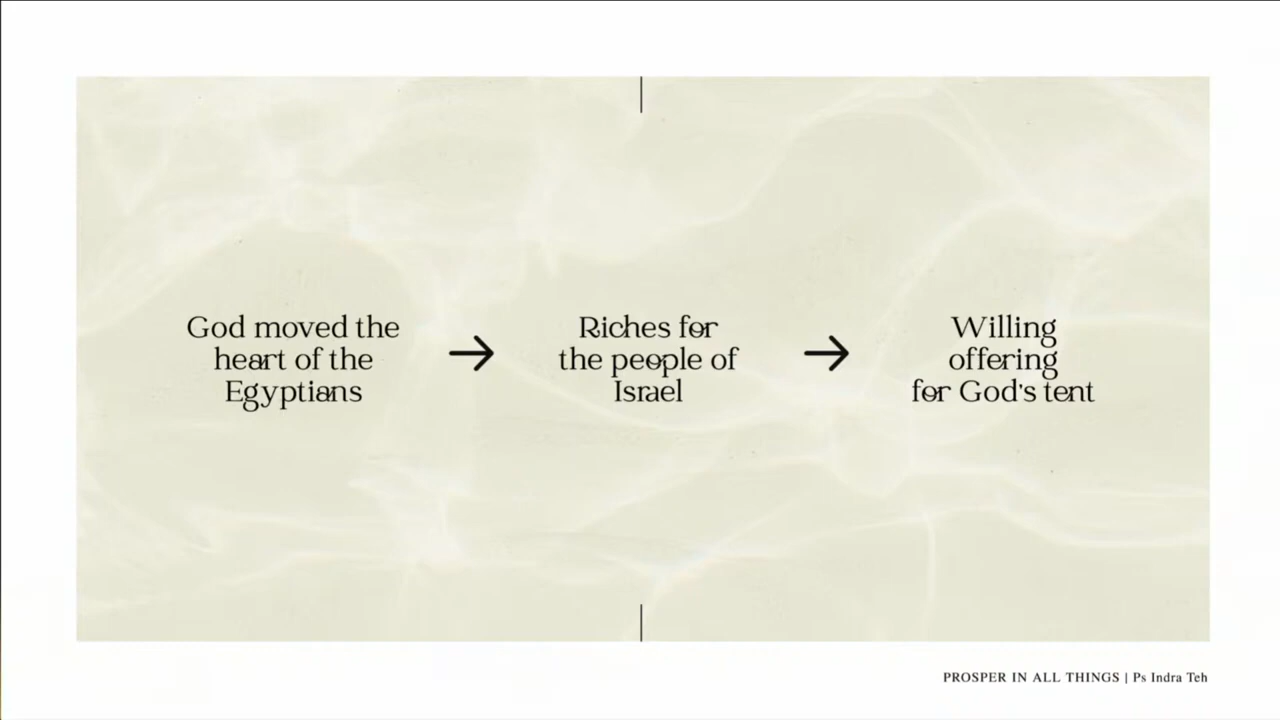 God moved the
heart of the
Egyptians
→
Riches for
the people of
Israel
→
Willing
offering
for God's tent
PROSPER IN ALL THINGS | Ps Indra Teh